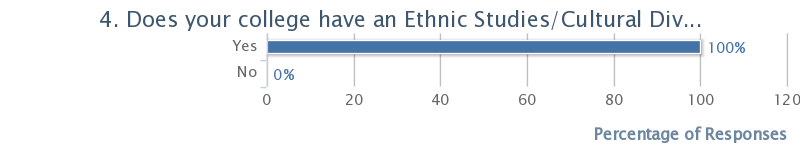 4. Does your college have an Ethnic Studies/Cultural Div...
Yes 100%
No 0%
0 20 40 60 80 100 120
Percentage of Responses